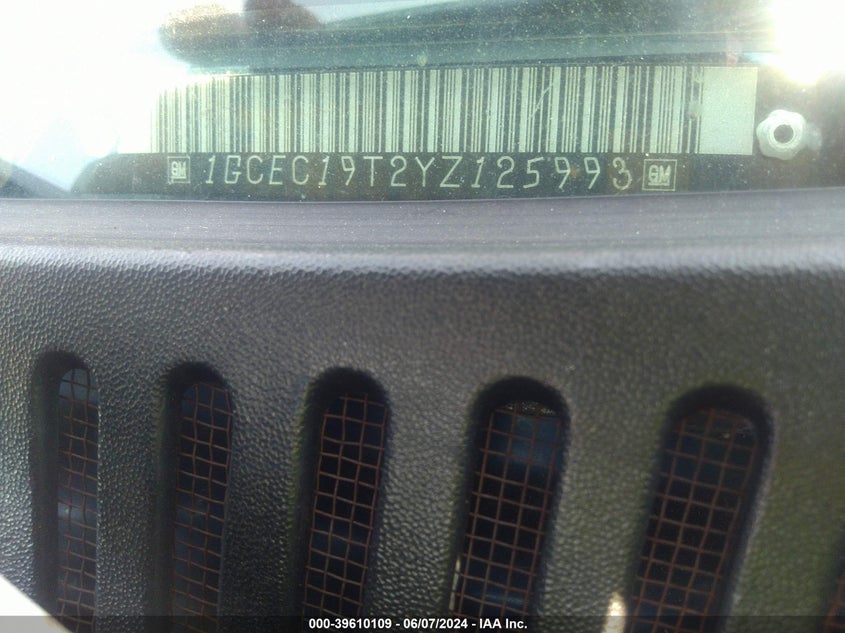 GM 1GCEC19T2YZ125993 GM
000-39610109 - 06/07/2024 - IAA Inc.